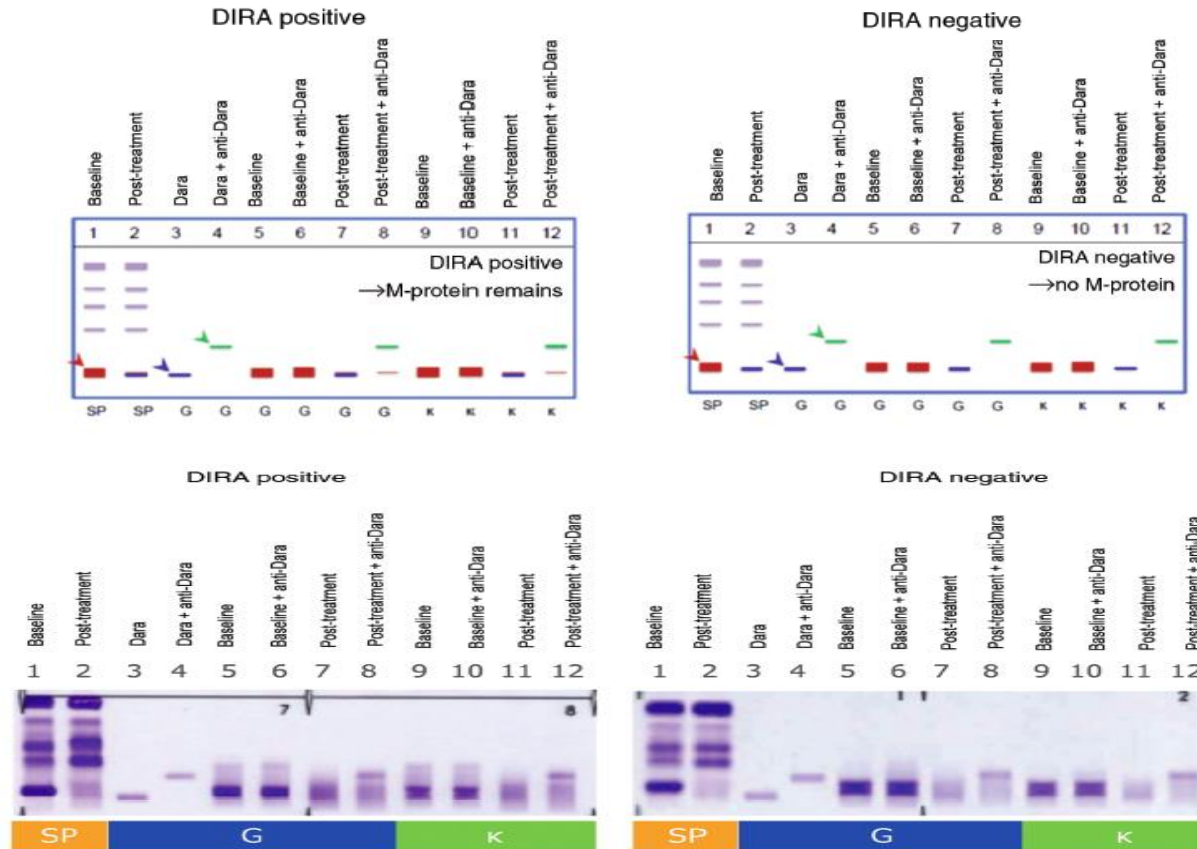 DIRA positive
Baseline
Post-treatment
Dara
Dara + anti-Dara
Baseline
Baseline + anti-Dara
Post-treatment
Post-treatment + anti-Dara
Baseline
Baseline + anti-Dara
Post-treatment
Post-treatment + anti-Dara
1 2 3 4 5 6 7 8 9 10 11 12
DIRA positive
→M-protein remains
SP SP G G G G G G κ κ κ κ
DIRA negative
Baseline
Post-treatment
Dara
Dara + anti-Dara
Baseline
Baseline + anti-Dara
Post-treatment
Post-treatment + anti-Dara
Baseline
Baseline + anti-Dara
Post-treatment
Post-treatment + anti-Dara
1 2 3 4 5 6 7 8 9 10 11 12
DIRA negative
→no M-protein
SP SP G G G G G G κ κ κ κ
DIRA positive
Baseline
Post-treatment
Dara
Dara + anti-Dara
Baseline
Baseline + anti-Dara
Post-treatment
Post-treatment + anti-Dara
Baseline
Baseline + anti-Dara
Post-treatment
Post-treatment + anti-Dara
1 2 3 4 5 6 7 8 9 10 11 12
7 8
SP G κ
DIRA negative
Baseline
Post-treatment
Dara
Dara + anti-Dara
Baseline
Baseline + anti-Dara
Post-treatment
Post-treatment + anti-Dara
Baseline
Baseline + anti-Dara
Post-treatment
Post-treatment + anti-Dara
1 2 3 4 5 6 7 8 9 10 11 12
1 2
SP G κ